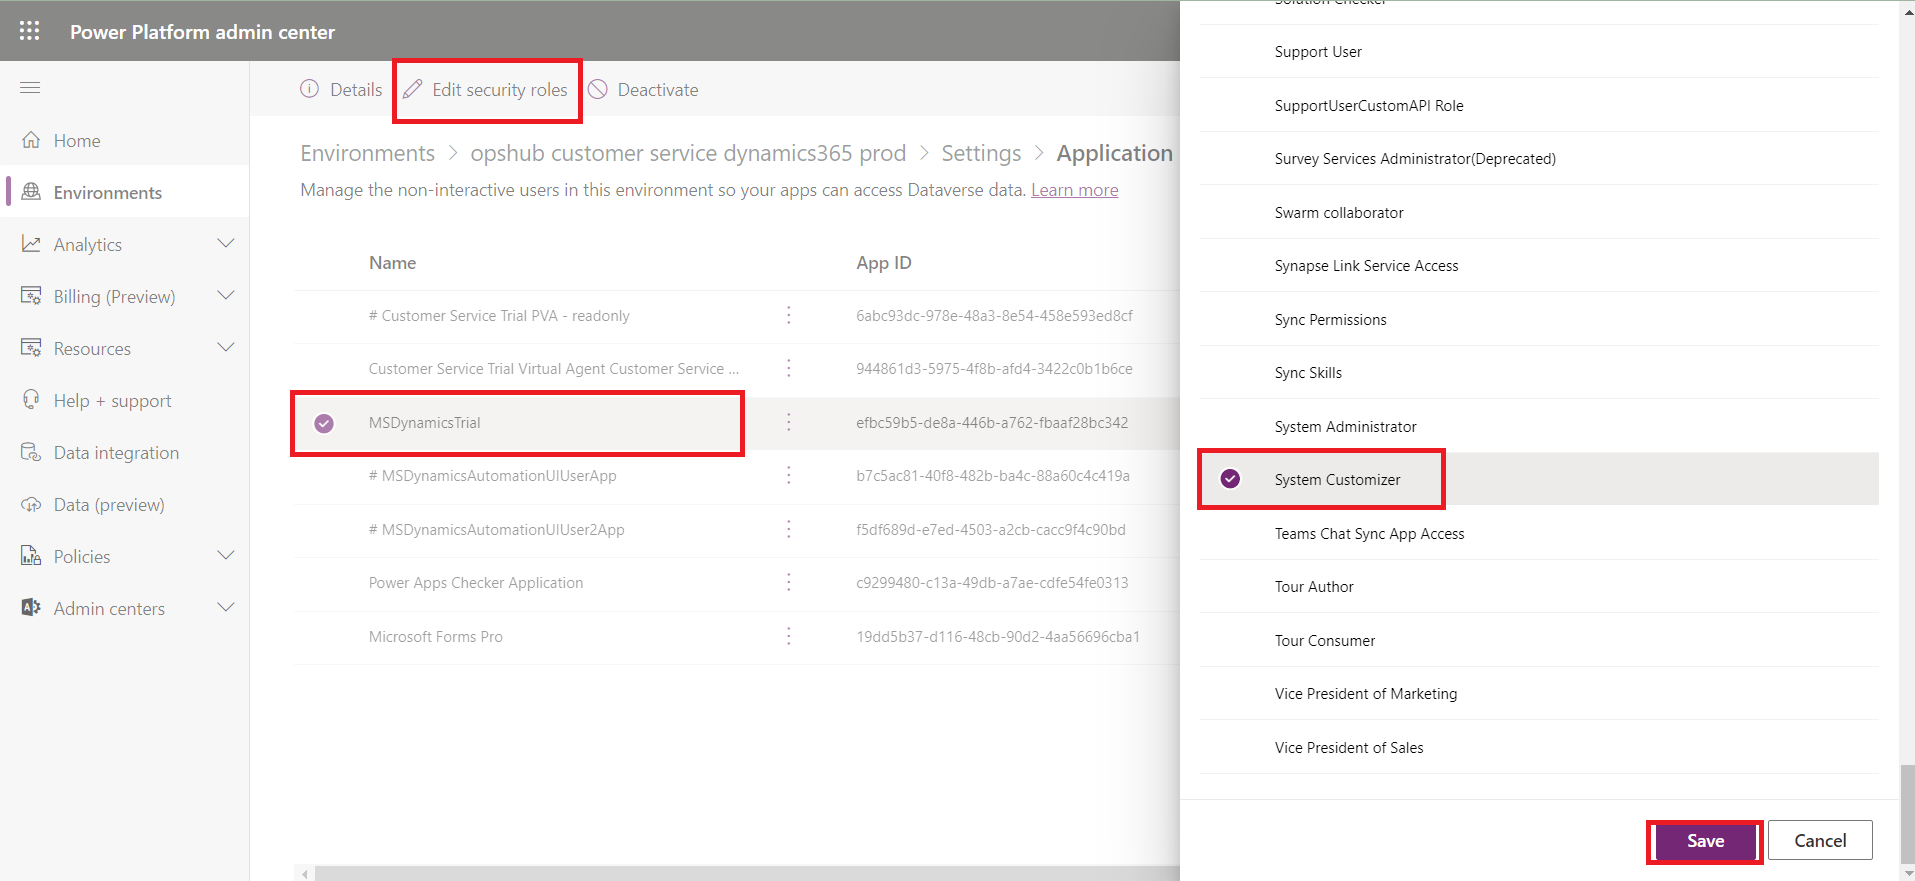 Power Platform admin center
Details
Edit security roles
Deactivate
Home
Environments
Analytics
Billing (Preview)
Resources
Help + support
Data integration
Data (preview)
Policies
Admin centers
Environments > opshub customer service dynamics365 prod > Settings > Application
Manage the non-interactive users in this environment so your apps can access Dataverse data. Learn more
Name App ID
# Customer Service Trial PVA - readonly 6abc93dc-978e-48a3-8e54-458e593ed8cf
Customer Service Trial Virtual Agent Customer Service ... 944861d3-5975-4f8b-afd4-3422c0b1b6ce
MSDynamicsTrial efbc59b5-de8a-446b-a762-fbaaf28bc342
# MSDynamicsAutomationUIUserApp b7c5ac81-40f8-482b-ba4c-88a60c4c419a
# MSDynamicsAutomationUIUser2App f5df689d-e7ed-4503-a2cb-cacc9f4c90bd
Power Apps Checker Application c9299480-c13a-49db-a7ae-cdfe54fe0313
Microsoft Forms Pro 19dd5b37-d116-48cb-90d2-4aa56696cba1
Solution Checker
Support User
SupportUserCustomAPI Role
Survey Services Administrator(Deprecated)
Swarm collaborator
Synapse Link Service Access
Sync Permissions
Sync Skills
System Administrator
System Customizer
Teams Chat Sync App Access
Tour Author
Tour Consumer
Vice President of Marketing
Vice President of Sales
Save
Cancel